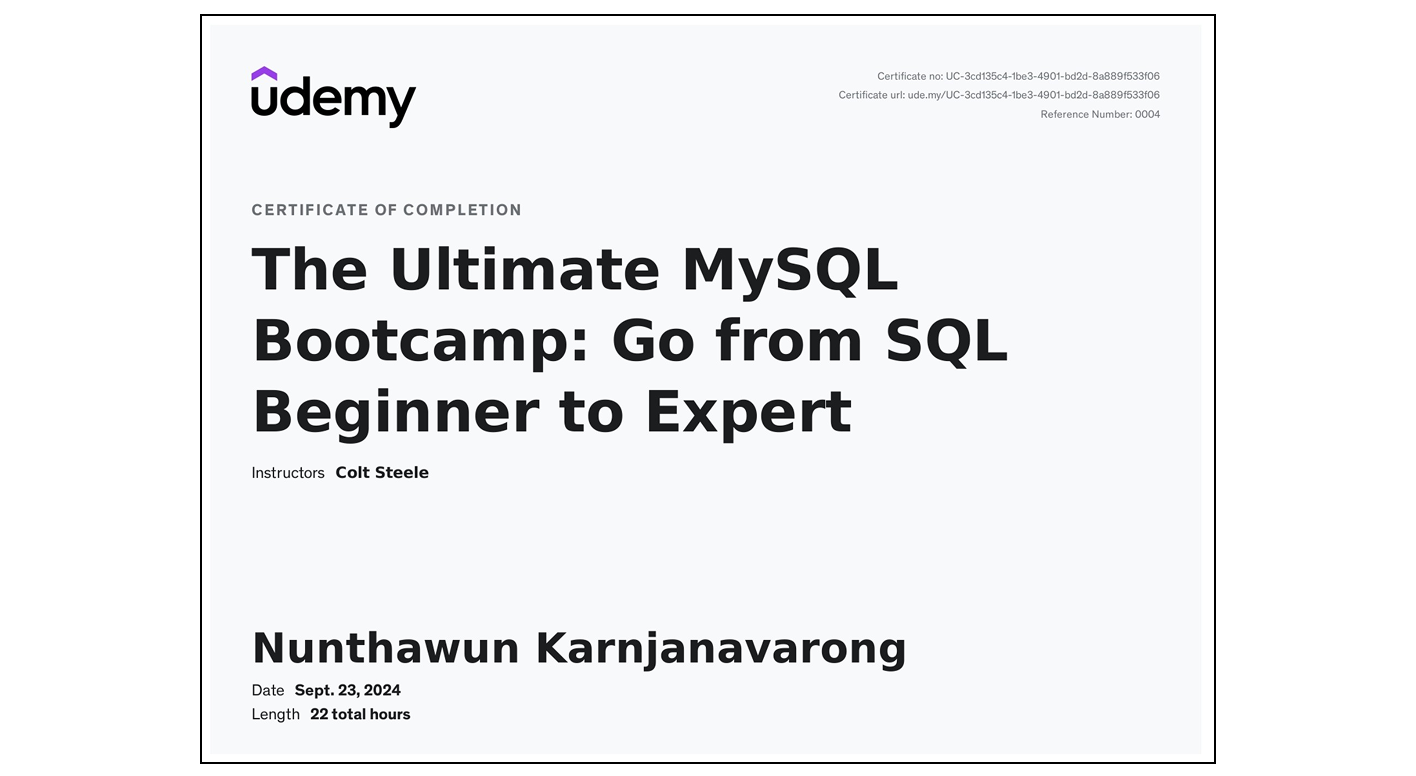 udemy
Certificate no: UC-3cd135c4-1be3-4901-bd2d-8a889f533f06
Certificate url: ude.my/UC-3cd135c4-1be3-4901-bd2d-8a889f533f06
Reference Number: 0004
CERTIFICATE OF COMPLETION
The Ultimate MySQL
Bootcamp: Go from SQL
Beginner to Expert
Instructors Colt Steele
Nunthawun Karnjanavarong
Date Sept. 23, 2024
Length 22 total hours